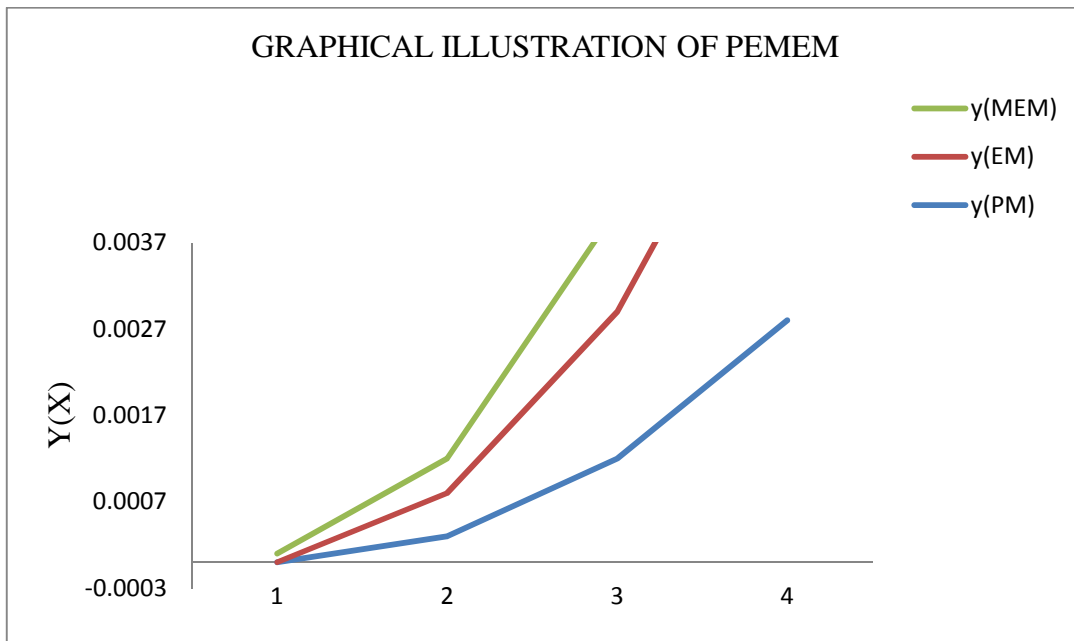 GRAPHICAL ILLUSTRATION OF PEMEM
y(MEM)
y(EM)
y(PM)
0.0037
0.0027
0.0017
0.0007
-0.0003
Y(X)
1 2 3 4